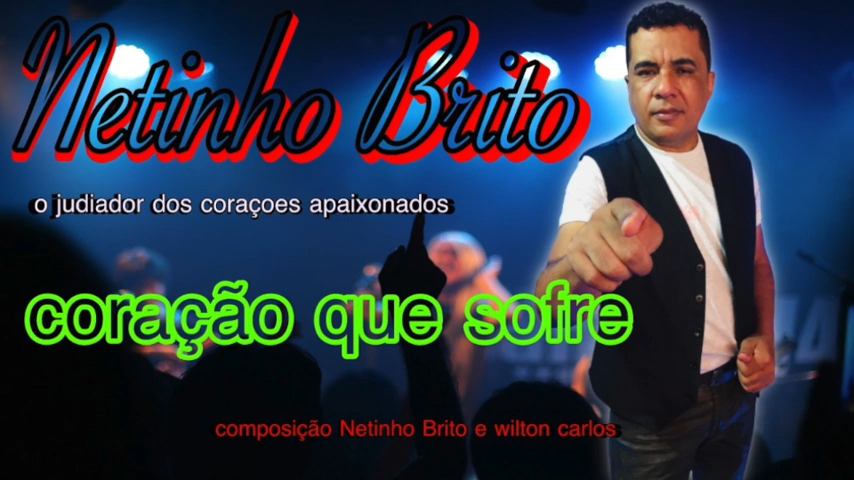 Netinho Brito
o judiador dos coraçoes apaixonados
coração que sofre
composição Netinho Brito e wilton carlos